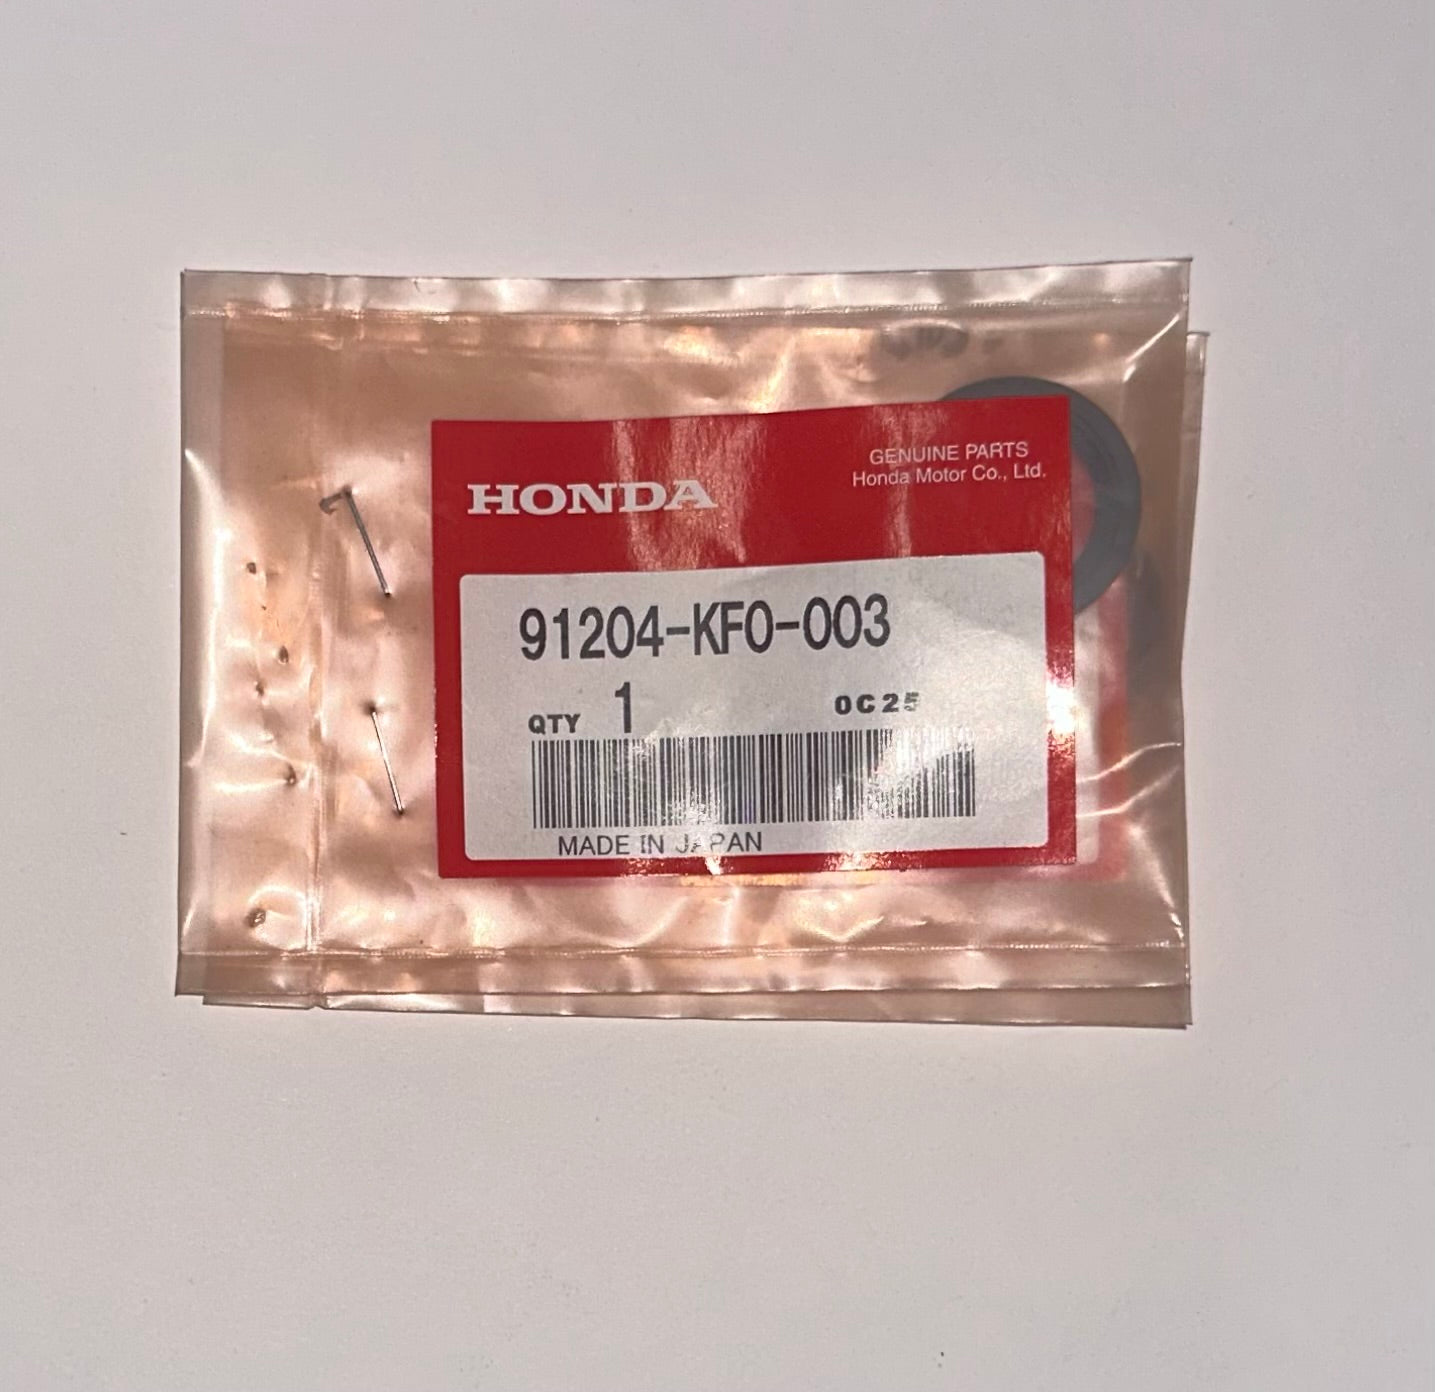 HONDA
GENUINE PARTS
Honda Motor Co., Ltd.
91204-KF0-003
QTY 1
0C25
MADE IN JAPAN